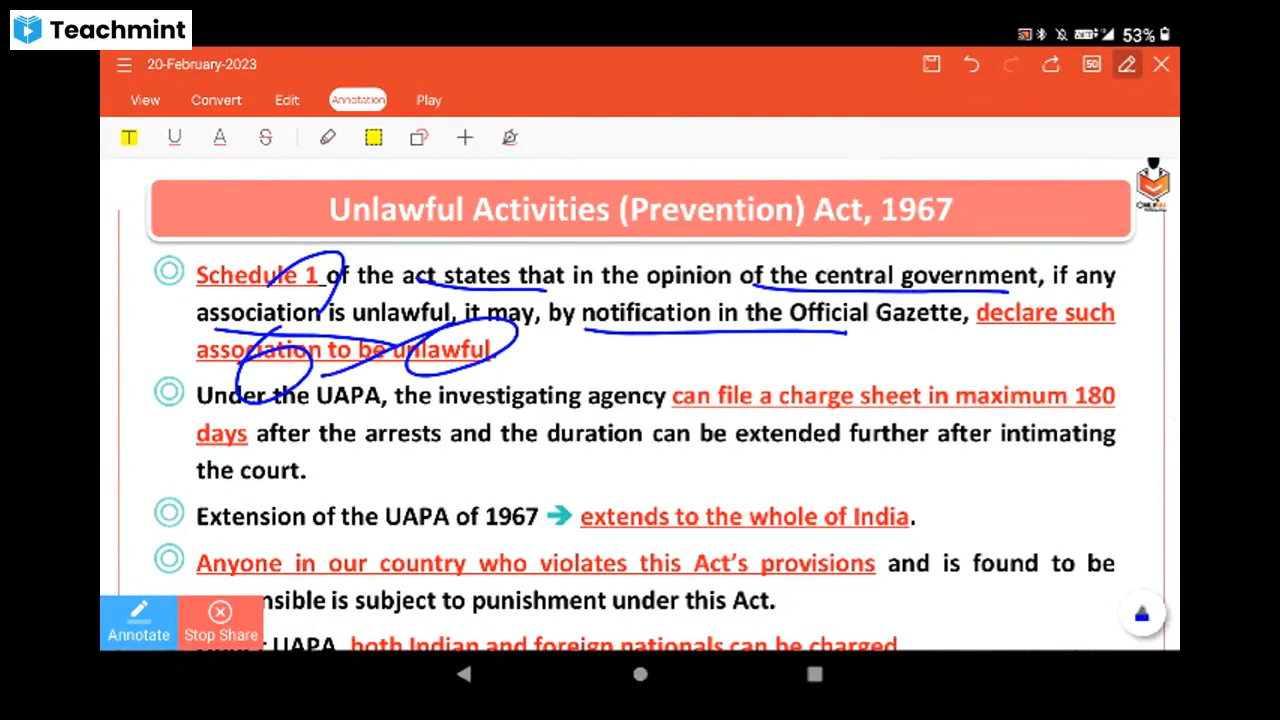 Teachmint
53%
20-February-2023
50
View Convert Edit Annotation Play
T U A S
Unlawful Activities (Prevention) Act, 1967
Schedule 1 of the act states that in the opinion of the central government, if any
association is unlawful, it may, by notification in the Official Gazette, declare such
association to be unlawful.
Under the UAPA, the investigating agency can file a charge sheet in maximum 180
days after the arrests and the duration can be extended further after intimating
the court.
Extension of the UAPA of 1967 → extends to the whole of India.
Anyone in our country who violates this Act's provisions and is found to be
nsible is subject to punishment under this Act.
UAPA, both Indian and foreign nationals can be charged
Annotate Stop Share